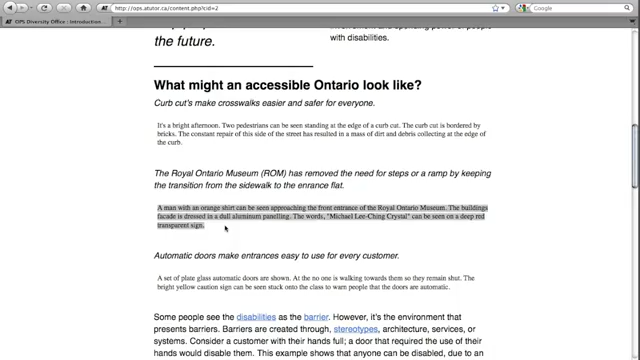 http://ops.atutor.ca/content.php?cid=2
Google
OPS Diversity Office : Introduction...
the future.
with disabilities.
What might an accessible Ontario look like?
Curb cut's make crosswalks easier and safer for everyone.
It's a bright afternoon. Two pedestrians can be seen standing at the edge of a curb cut. The curb cut is bordered by
bricks. The constant repair of this side of the street has resulted in a mass of dirt and debris collecting at the edge of
the curb.
The Royal Ontario Museum (ROM) has removed the need for steps or a ramp by keeping
the transition from the sidewalk to the enrance flat.
A man with an orange shirt can be seen approaching the front entrance of the Royal Ontario Museum. The buildings
facade is dressed in a dull aluminum panelling. The words, "Michael Lee-Ching Crystal" can be seen on a deep red
transparent sign.
Automatic doors make entrances easy to use for every customer.
A set of plate glass automatic doors are shown. At the no one is walking towards them so they remain shut. The
bright yellow caution sign can be seen stuck onto the class to warn people that the doors are automatic.
Some people see the disabilities as the barrier. However, it's the environment that
presents barriers. Barriers are created through, stereotypes, architecture, services, or
systems. Consider a customer with their hands full; a door that required the use of their
hands would disable them. This example shows that anyone can be disabled, due to an